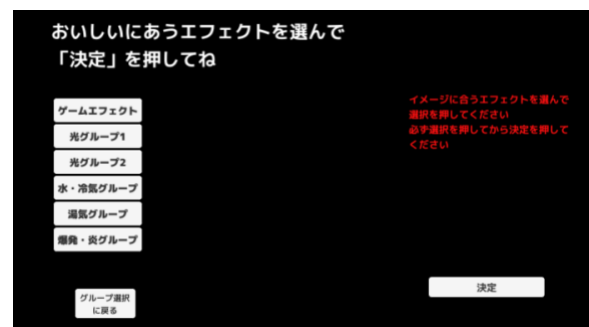 おいしいにあうエフェクトを選んで
「決定」を押してね
ゲームエフェクト
光グループ1
光グループ2
水・冷気グループ
湯気グループ
爆発・炎グループ
グループ選択
に戻る
イメージに合うエフェクトを選んで
選択を押してください
必ず選択を押してから決定を押して
ください
決定